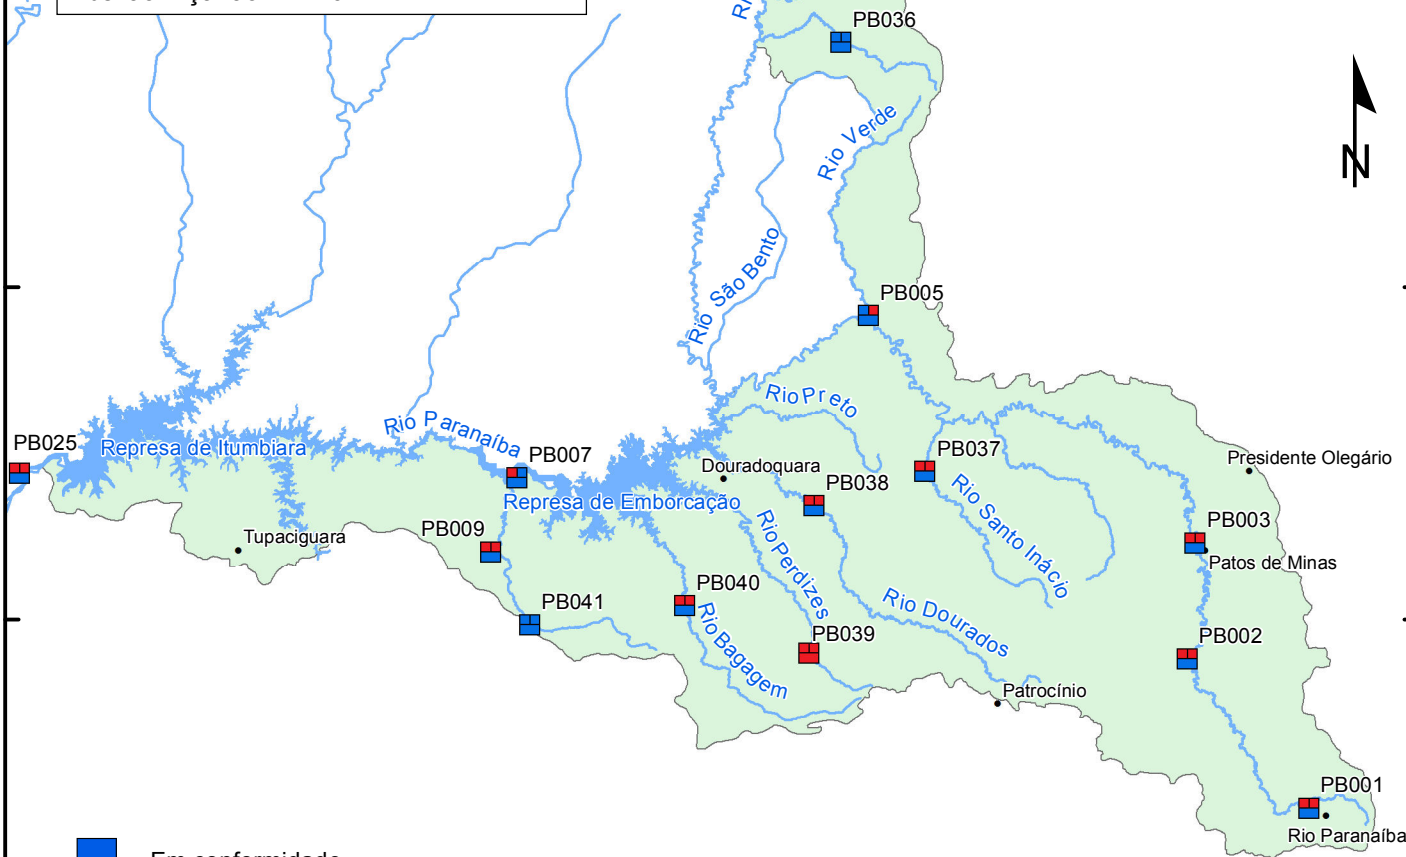 PB036
Rio Verde
PB005
Rio São Bento
Rio Preto
Rio Paranaíba
PB025
Represa de Itumbiara
PB007
Douradoquara
PB037
Presidente Olegário
Represa de Emborcação
PB038
PB003
PB009
Tupaciguara
Rio Perdizes
Rio Santo Inácio
Patos de Minas
PB041
PB040
Rio Dourados
PB039
PB002
Rio Bagagem
Patrocínio
PB001
Rio Paranaíba
N
Em conformidade